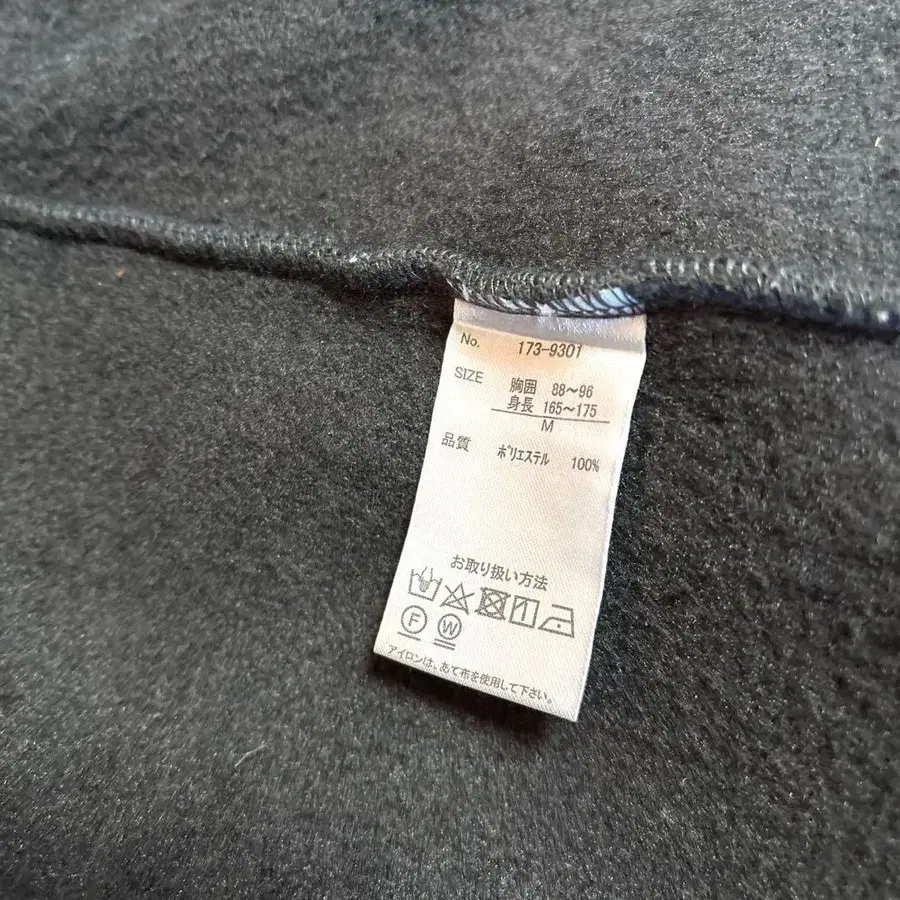 No. 173-9301
SIZE 胸囲 88～96
身長 165～175
M
品質 ポリエステル 100%
お取り扱い方法
F W
アイロンは、あて布を使用して下さい。